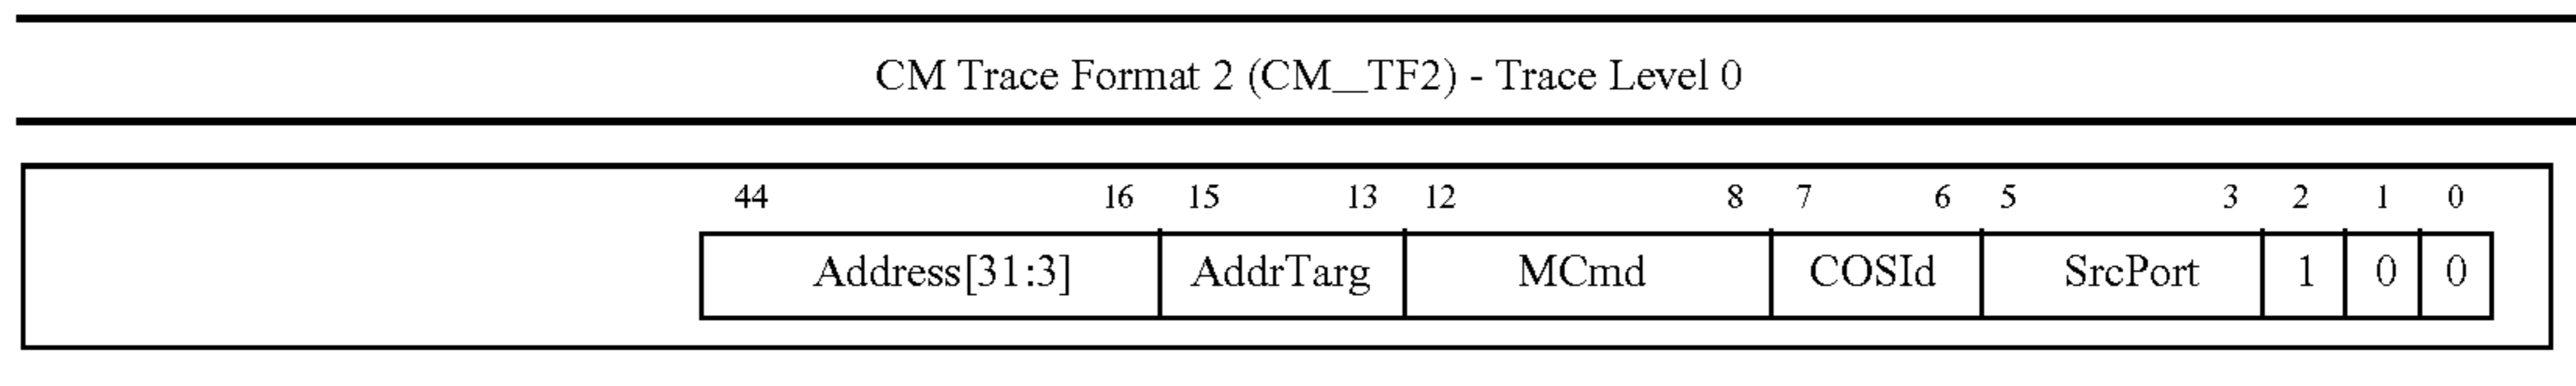 CM Trace Format 2 (CM__TF2) - Trace Level 0
44 16 15 13 12 8 7 6 5 3 2 1 0
Address[31:3] AddrTarg MCmd COSId SrcPort 1 0 0